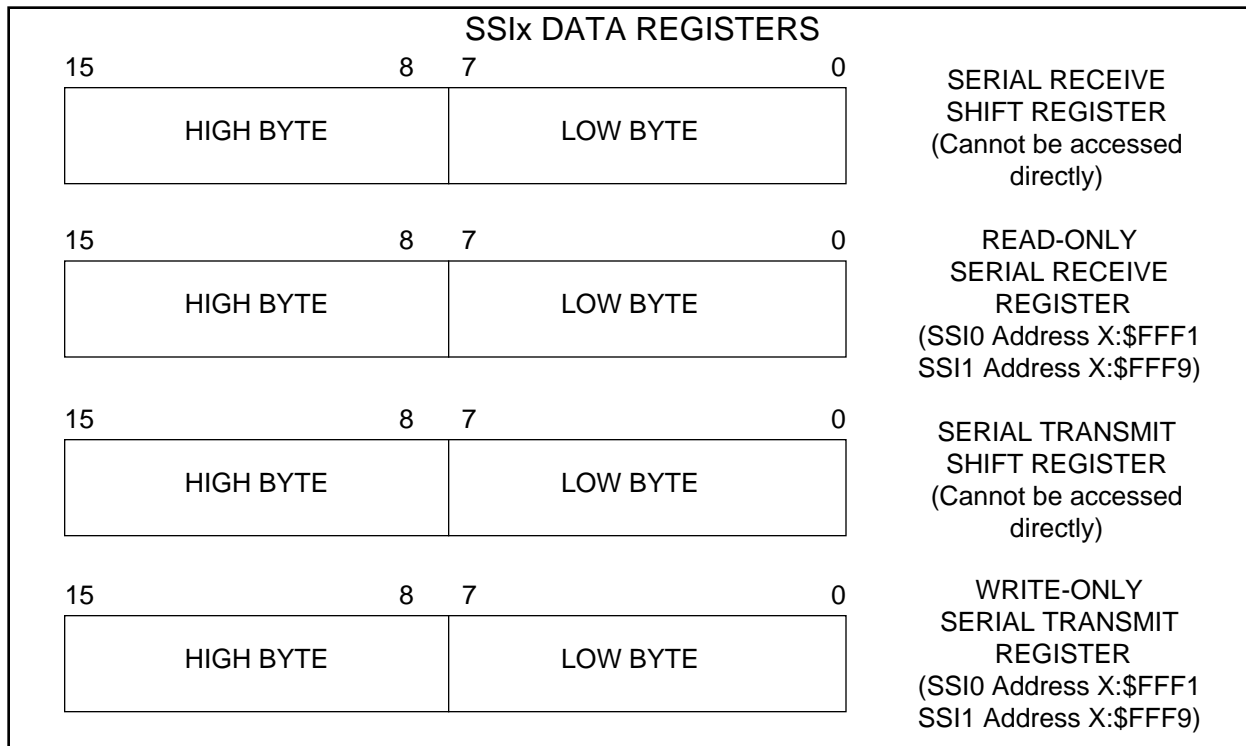 SSIx DATA REGISTERS
15 8 7 0
HIGH BYTE LOW BYTE
SERIAL RECEIVE
SHIFT REGISTER
(Cannot be accessed
directly)
15 8 7 0
HIGH BYTE LOW BYTE
READ-ONLY
SERIAL RECEIVE
REGISTER
(SSI0 Address X:$FFF1
SSI1 Address X:$FFF9)
15 8 7 0
HIGH BYTE LOW BYTE
SERIAL TRANSMIT
SHIFT REGISTER
(Cannot be accessed
directly)
15 8 7 0
HIGH BYTE LOW BYTE
WRITE-ONLY
SERIAL TRANSMIT
REGISTER
(SSI0 Address X:$FFF1
SSI1 Address X:$FFF9)